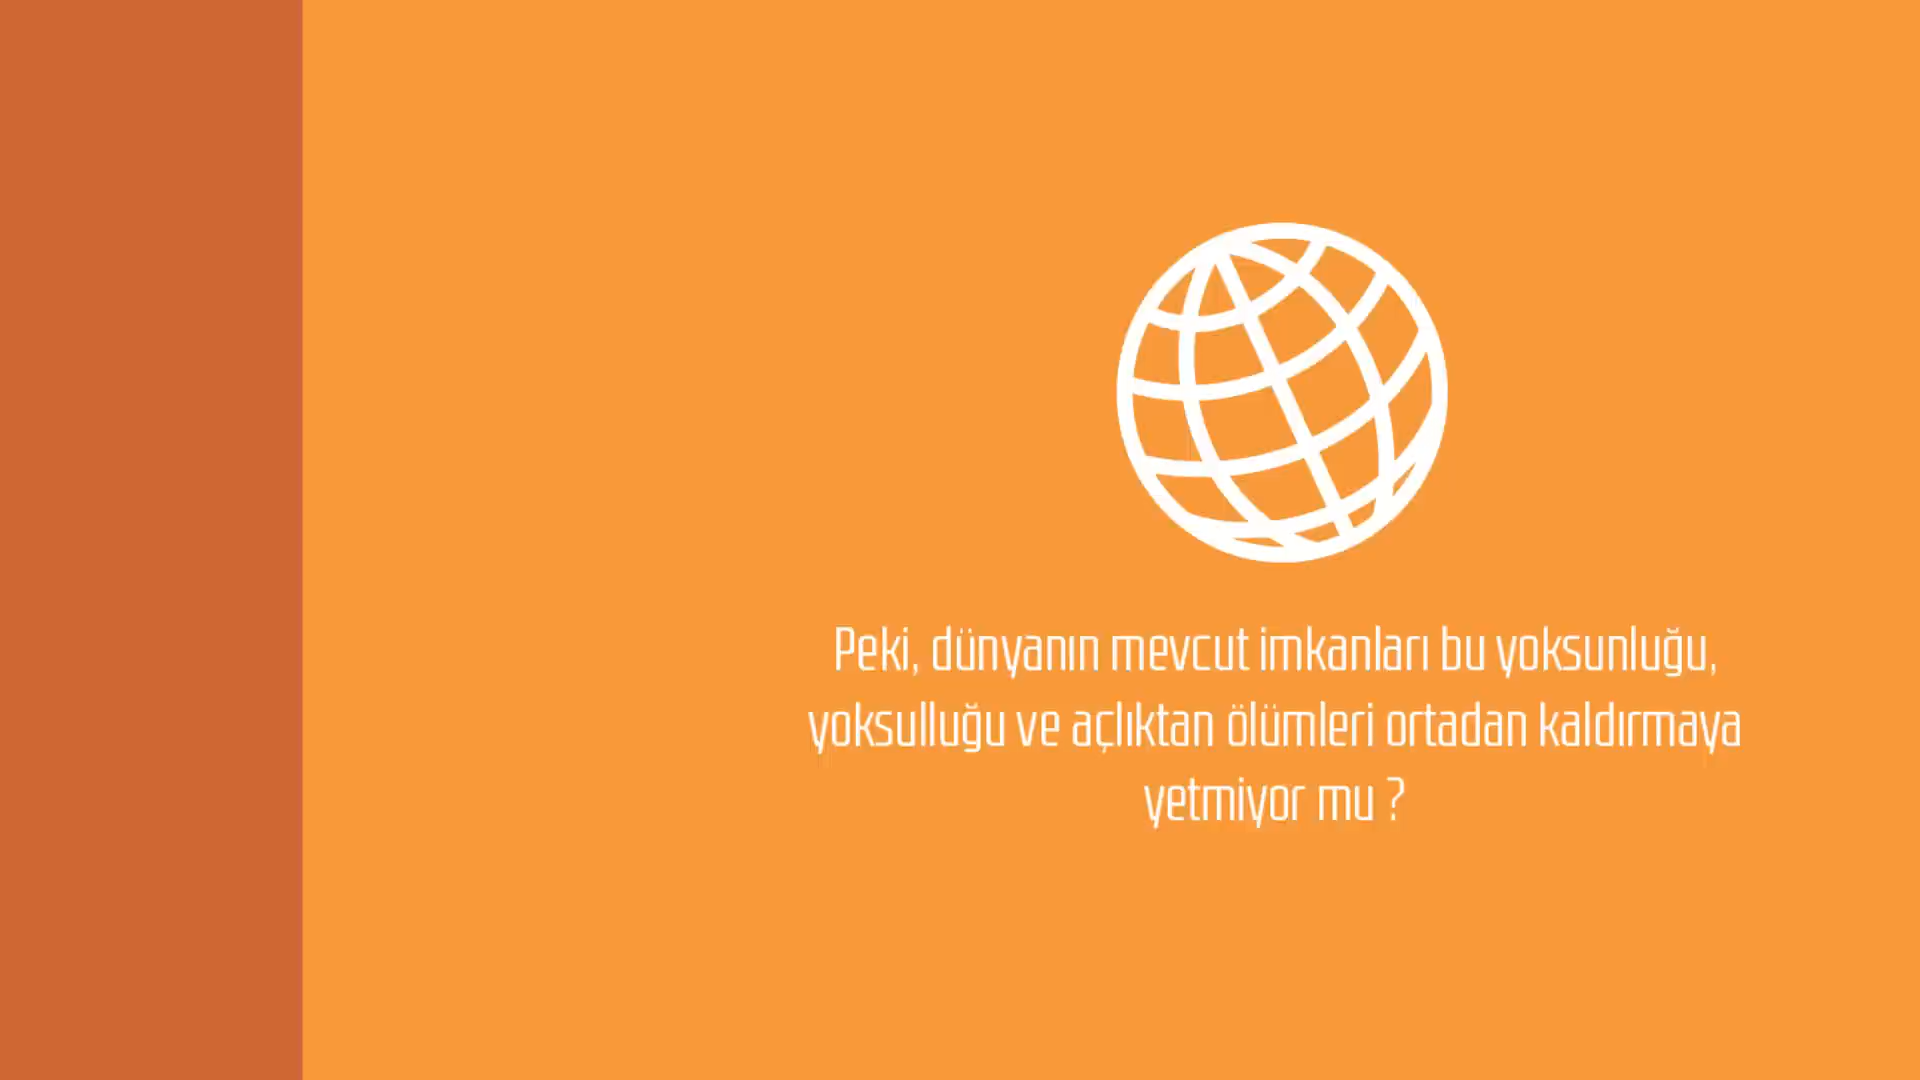 Peki, dünyanın mevcut imkanları bu yoksunluğu,
yoksulluğu ve açlıktan ölümleri ortadan kaldırmaya
yetmiyor mu ?